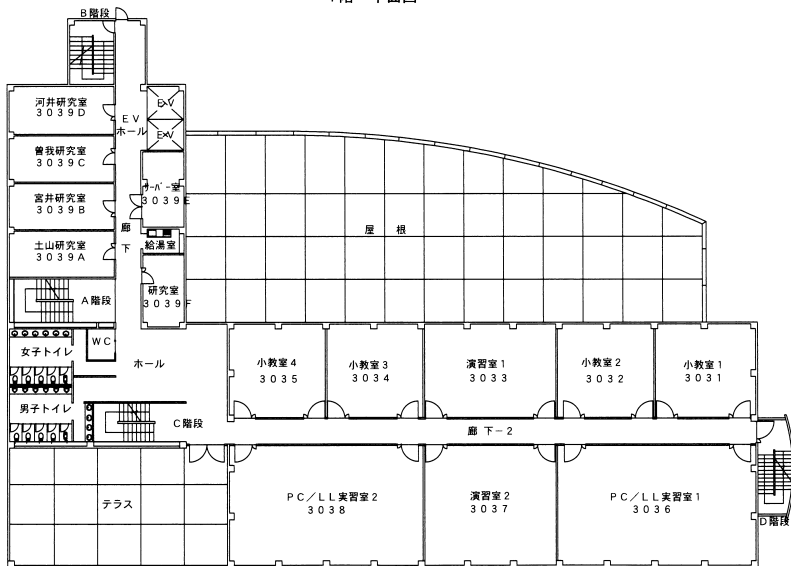 B階段
河井研究室
3039D
EV
ホール
EV
EV
曽我研究室
3039C
宮井研究室
3039B
サーバー室
3039E
廊
下
屋 根
土山研究室
3039A
給湯室
研究室
3039F
A階段
WC
女子トイレ
ホール
小教室4
3035
小教室3
3034
演習室1
3033
小教室2
3032
小教室1
3031
男子トイレ
C階段
廊 下-2
テラス
PC/LL実習室2
3038
演習室2
3037
PC/LL実習室1
3036
D階段